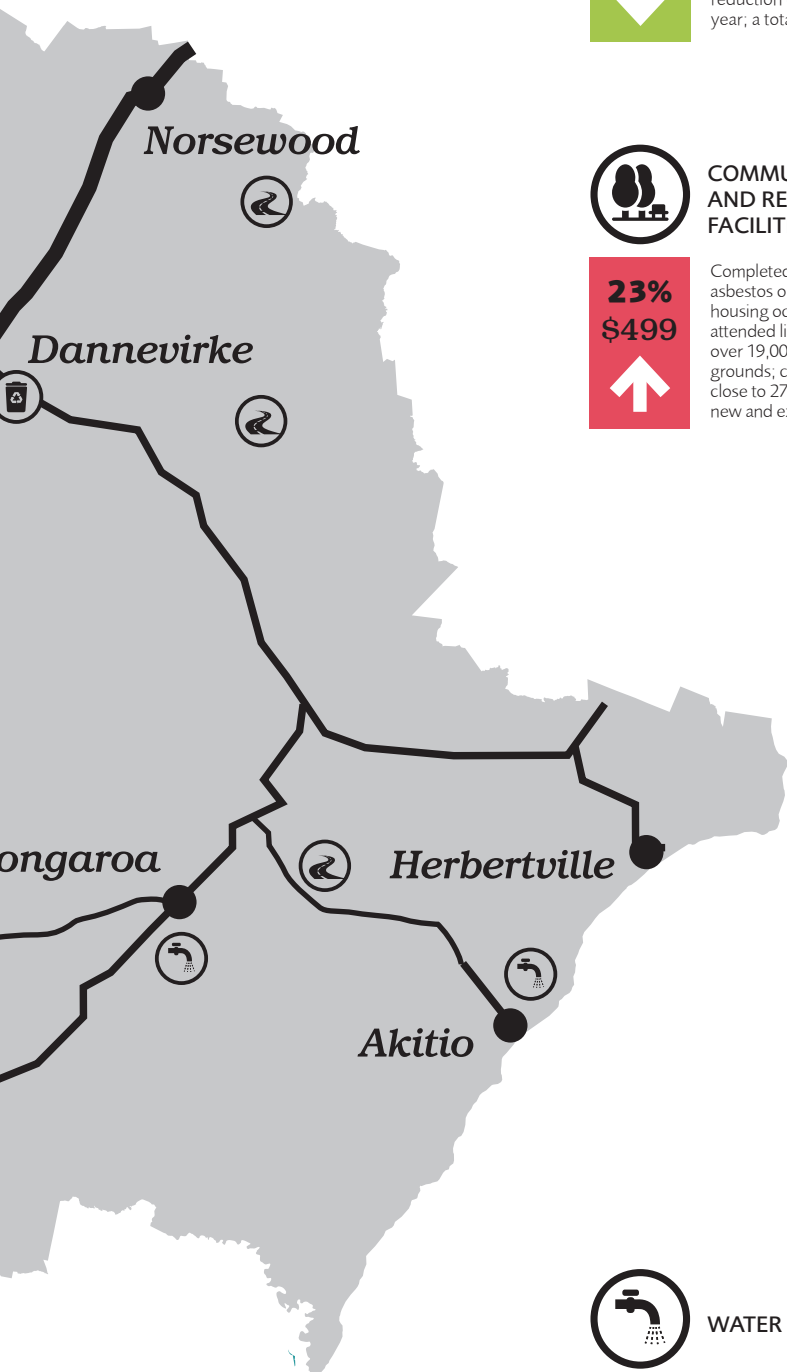 reduction
year; a tota
Norsewood
COMMU
AND RE
FACILIT
23%
$499
Completed
asbestos o
housing oc
attended li
over 19,00
grounds; c
close to 27
new and ex
Dannevirke
ongaroa
Herbertville
Akitio
WATER